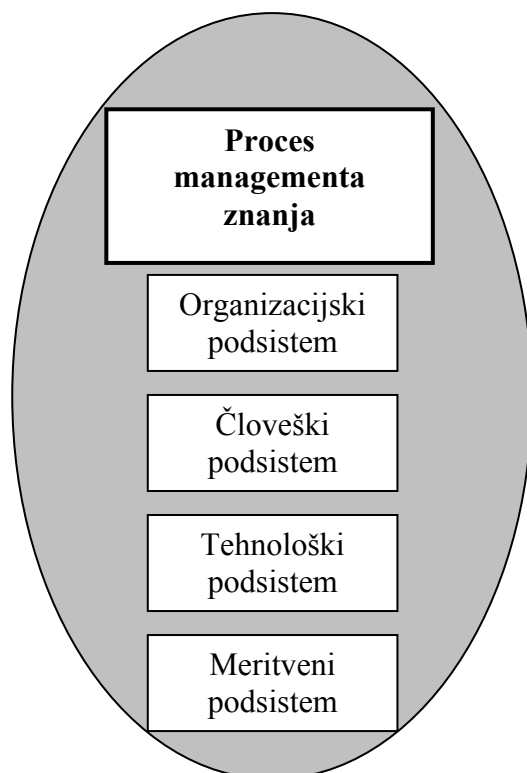 Proces
managementa
znanja
Organizacijski
podsistem
Človeški
podsistem
Tehnološki
podsistem
Meritveni
podsistem